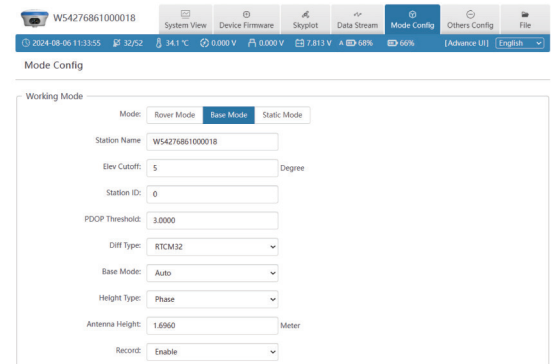 W54276861000018
System View Device Firmware Skyplot Data Stream Mode Config Others Config File
2024-08-06 11:33:55 32/52 34.1 ℃ 0.000 V 0.000 V 7.813 V A 68% 66% [Advance UI] English
Mode Config
Working Mode
Mode: Rover Mode Base Mode Static Mode
Station Name W54276861000018
Elev Cutoff: 5 Degree
Station ID: 0
PDOP Threshold: 3.0000
Diff Type: RTCM32
Base Mode: Auto
Height Type: Phase
Antenna Height: 1.6960 Meter
Record: Enable